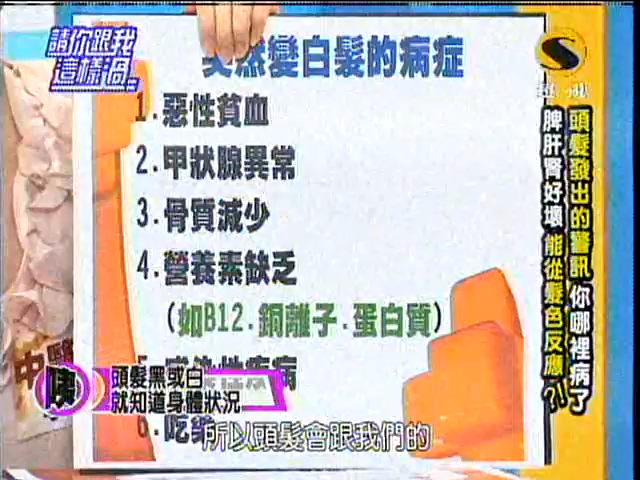 請你跟我
這樣過
突然變白髮的病症
1.惡性貧血
2.甲狀腺異常
3.骨質減少
4.營養素缺乏
(如B12.銅離子.蛋白質)
病
6.吃
頭髮發出的警訊 你哪裡病了
脾肝腎好壞 能從髮色反應?!
頭髮黑或白
就知道身體狀況
所以頭髮會跟我們的